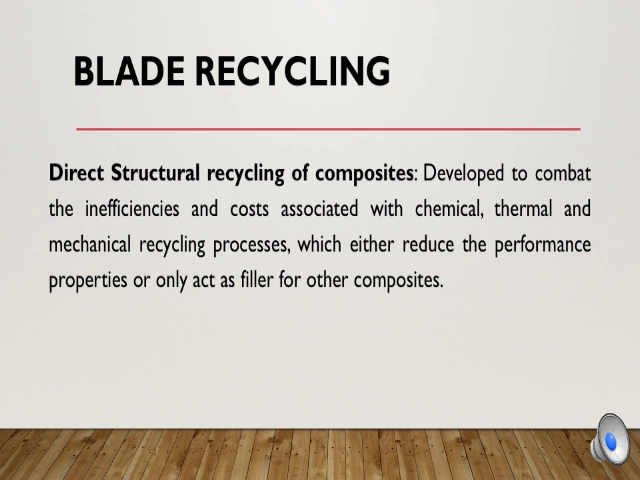 BLADE RECYCLING
Direct Structural recycling of composites: Developed to combat
the inefficiencies and costs associated with chemical, thermal and
mechanical recycling processes, which either reduce the performance
properties or only act as filler for other composites.